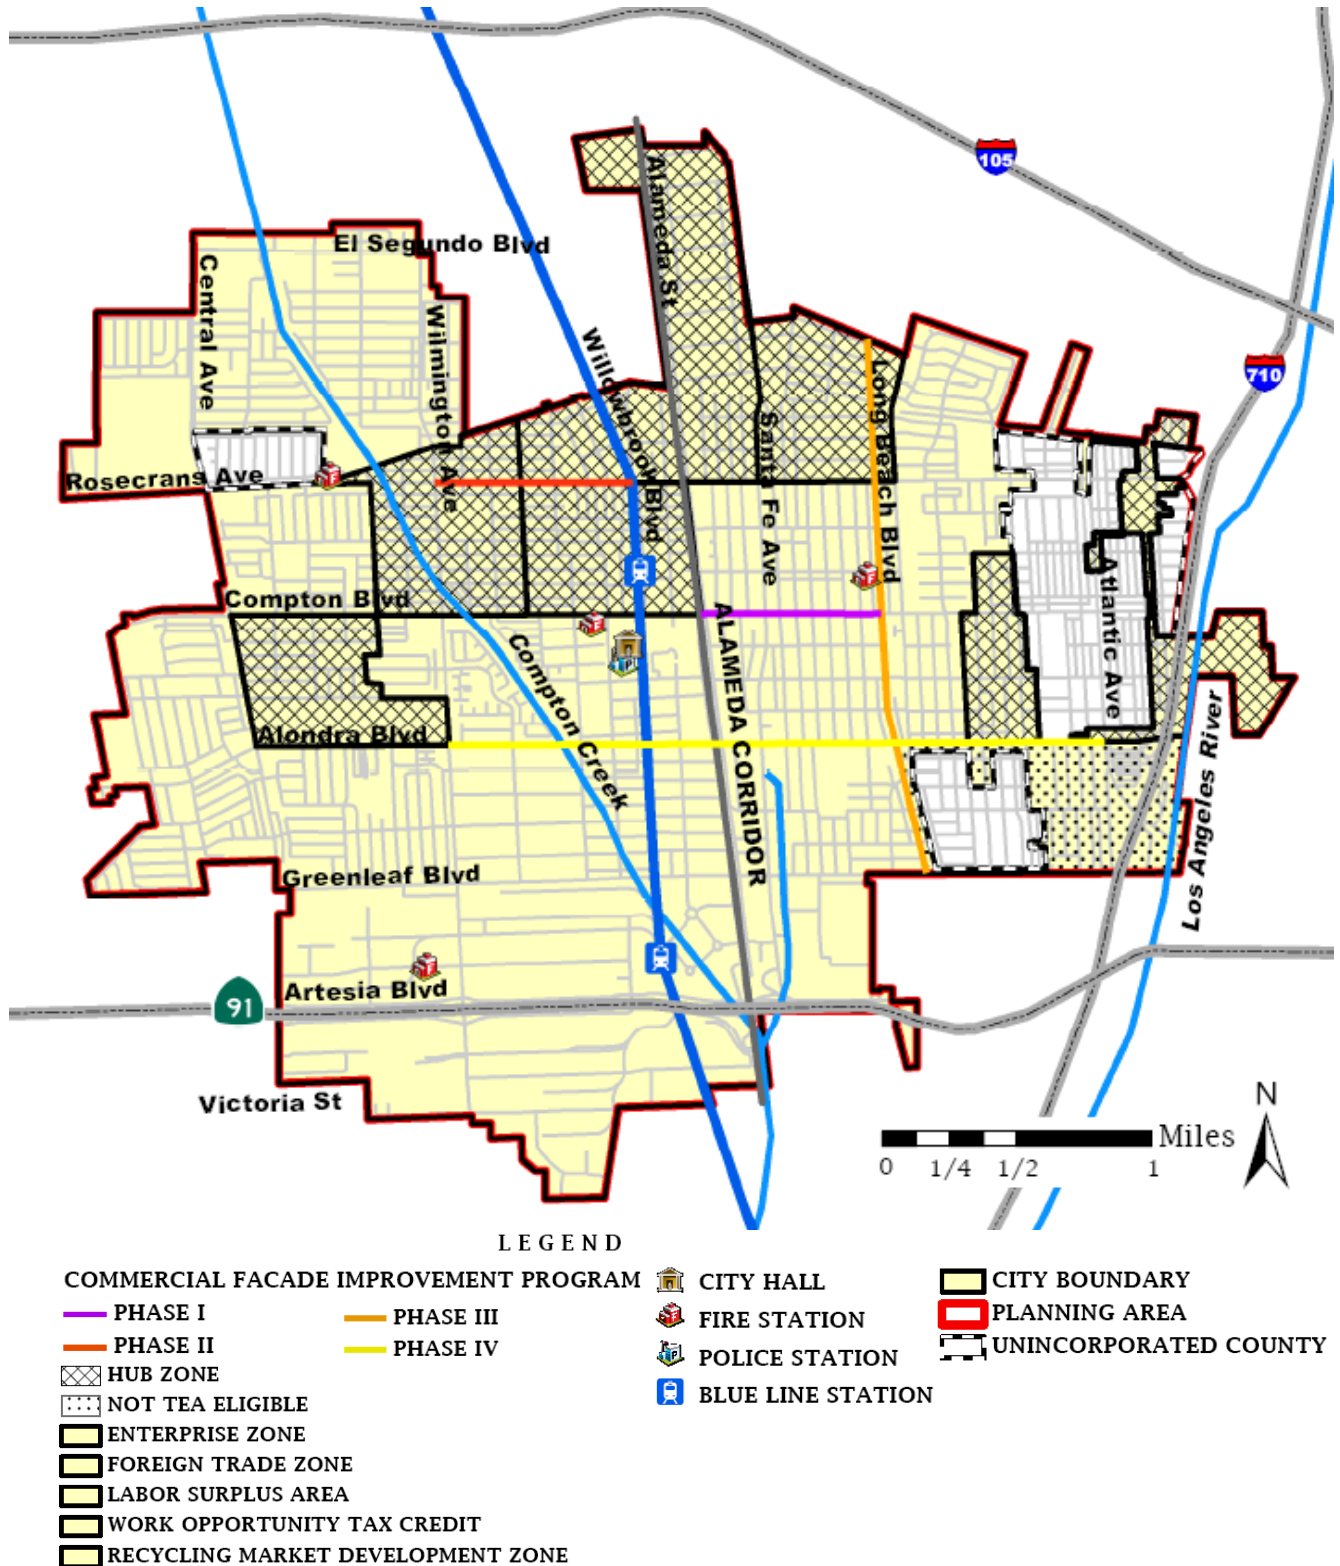 105
Alameda St
El Segundo Blvd
Central Ave
Wilmington Ave
Willowbrook Blvd
Long Beach Blvd
710
Santa Fe Ave
Rosecrans Ave
Compton Blvd
Atlantic Ave
ALAMEDA CORRIDOR
Compton Creek
Alondra Blvd
Los Angeles River
Greenleaf Blvd
Artesia Blvd
91
Victoria St
N
Miles
0 1/4 1/2 1
LEGEND
COMMERCIAL FACADE IMPROVEMENT PROGRAM
PHASE I
PHASE II
PHASE III
PHASE IV
HUB ZONE
NOT TEA ELIGIBLE
ENTERPRISE ZONE
FOREIGN TRADE ZONE
LABOR SURPLUS AREA
WORK OPPORTUNITY TAX CREDIT
RECYCLING MARKET DEVELOPMENT ZONE
CITY HALL
FIRE STATION
POLICE STATION
BLUE LINE STATION
CITY BOUNDARY
PLANNING AREA
UNINCORPORATED COUNTY